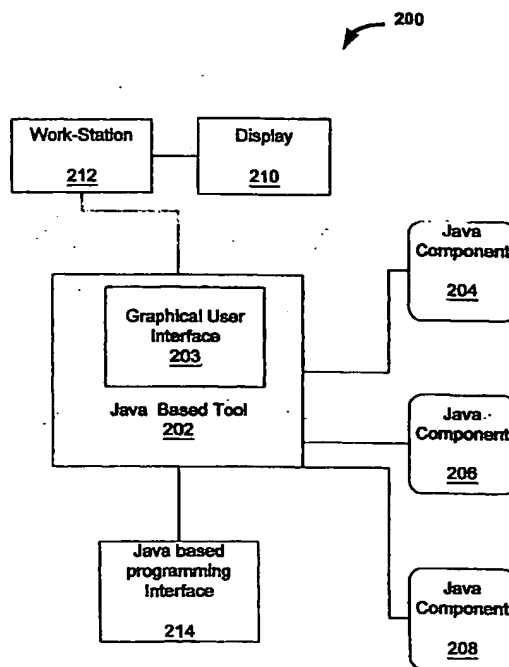 200
Work-Station
212
Display
210
Java
Component
204
Graphical User
Interface
203
Java Based Tool
202
Java
Component
206
Java based
programming
Interface
214
Java
Component
208